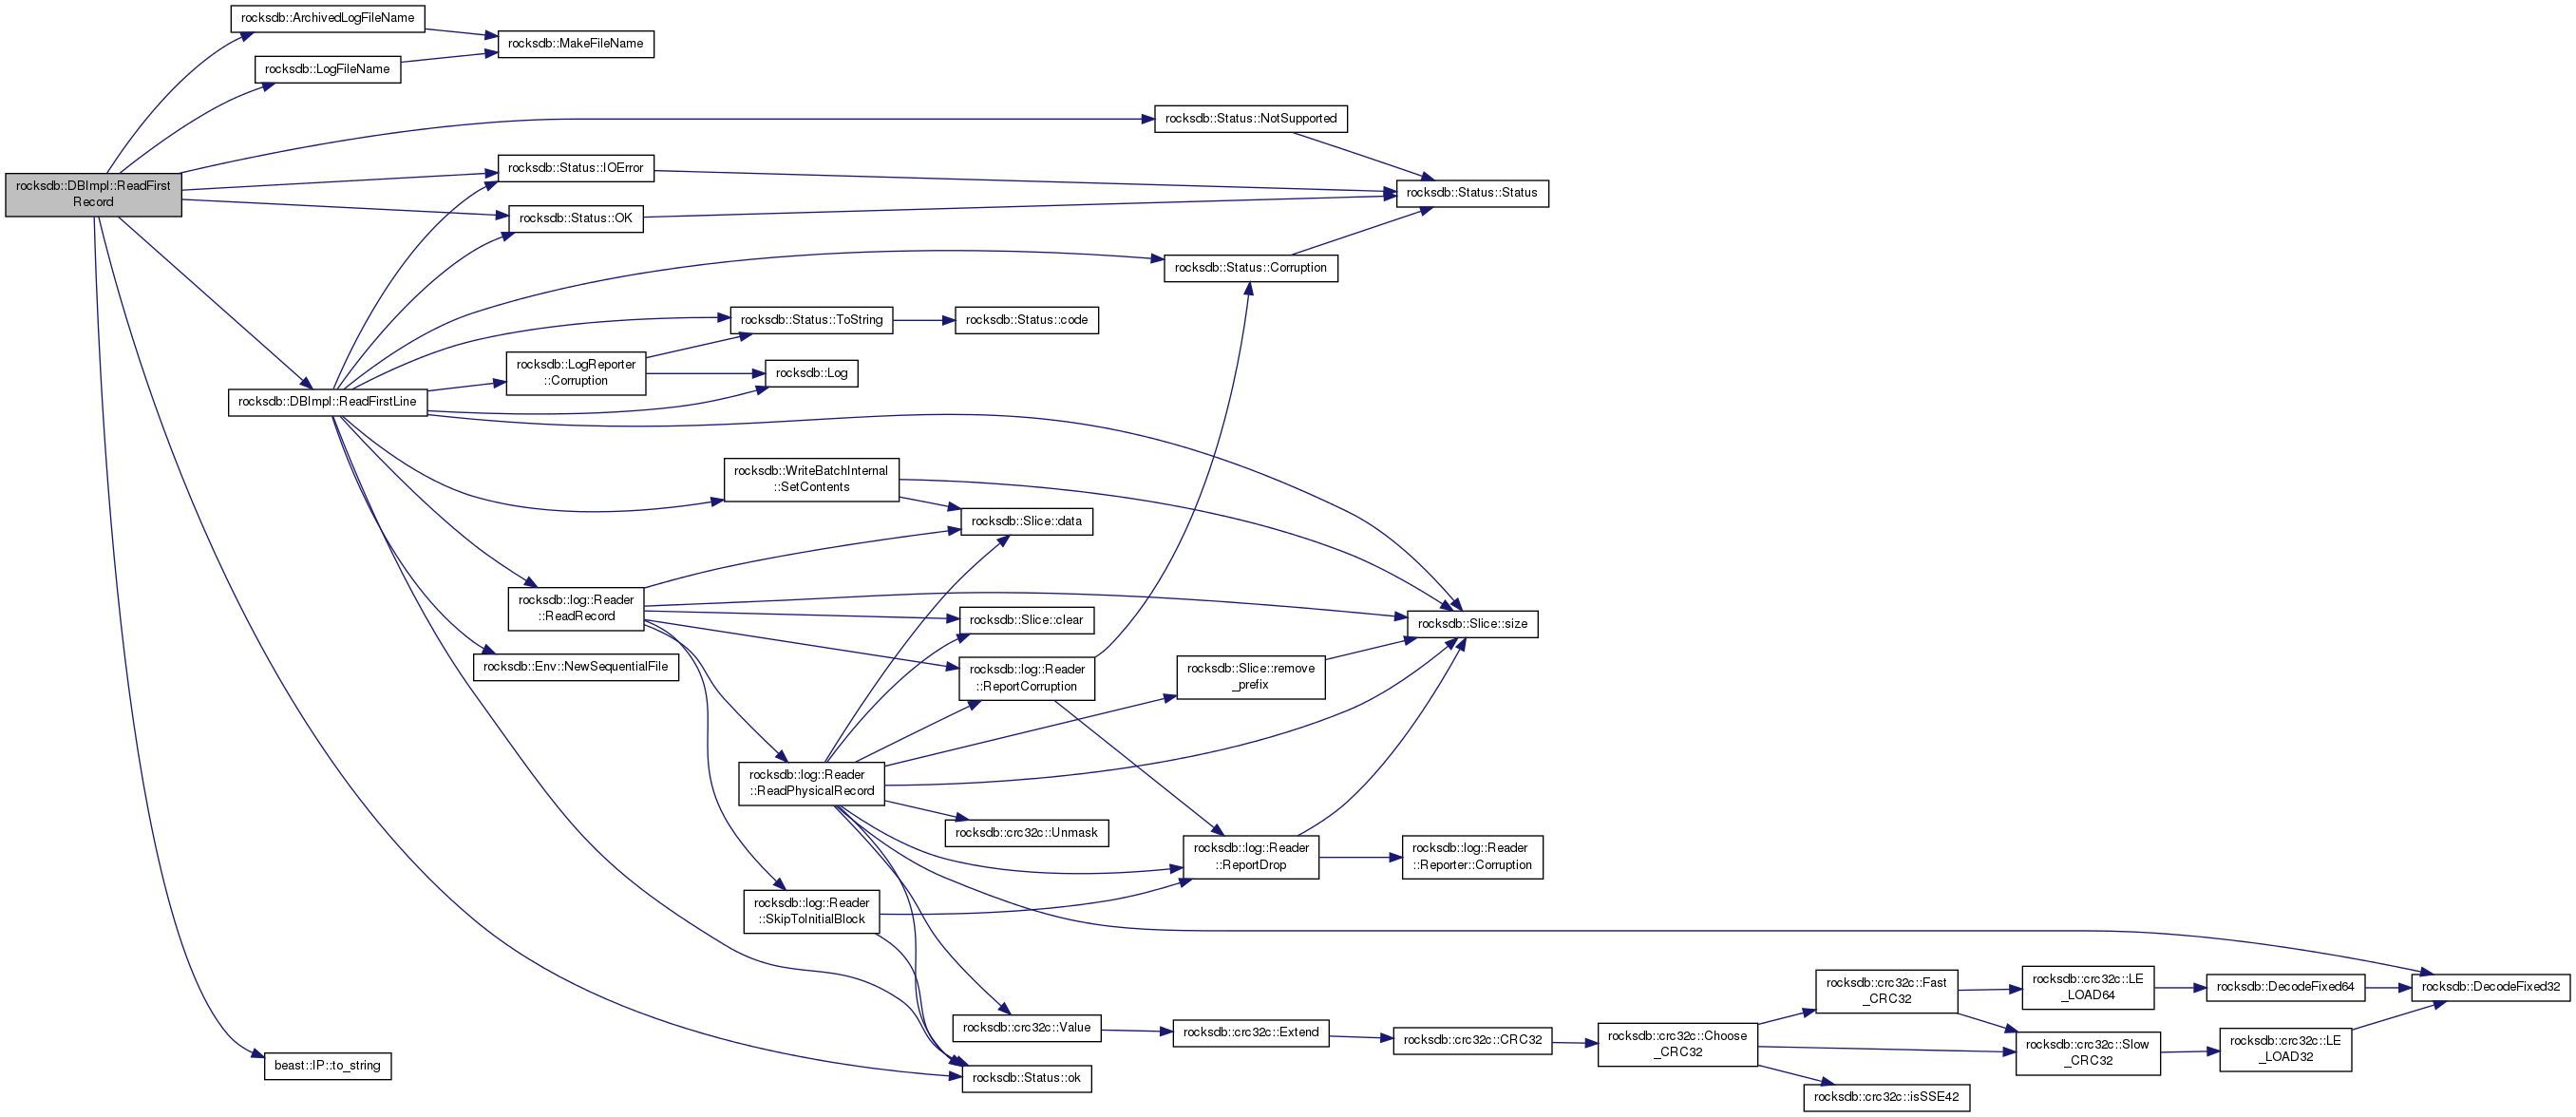 rocksdb::ArchivedLogFileName
rocksdb::MakeFileName
rocksdb::LogFileName
rocksdb::Status::NotSupported
rocksdb::DBImpl::ReadFirst
Record
rocksdb::Status::IOError
rocksdb::Status::Status
rocksdb::Status::OK
rocksdb::Status::Corruption
rocksdb::Status::ToString
rocksdb::Status::code
rocksdb::LogReporter
::Corruption
rocksdb::Log
rocksdb::DBImpl::ReadFirstLine
rocksdb::WriteBatchInternal
::SetContents
rocksdb::Slice::data
rocksdb::log::Reader
::ReadRecord
rocksdb::Slice::clear
rocksdb::Slice::size
rocksdb::Env::NewSequentialFile
rocksdb::log::Reader
::ReportCorruption
rocksdb::Slice::remove
_prefix
rocksdb::log::Reader
::ReadPhysicalRecord
rocksdb::crc32c::Unmask
rocksdb::log::Reader
::ReportDrop
rocksdb::log::Reader
::Reporter::Corruption
rocksdb::log::Reader
::SkipToInitialBlock
rocksdb::crc32c::Fast
_CRC32
rocksdb::crc32c::LE
_LOAD64
rocksdb::DecodeFixed64
rocksdb::DecodeFixed32
rocksdb::crc32c::Value
rocksdb::crc32c::Extend
rocksdb::crc32c::CRC32
rocksdb::crc32c::Choose
_CRC32
rocksdb::crc32c::Slow
_CRC32
rocksdb::crc32c::LE
_LOAD32
beast::IP::to_string
rocksdb::Status::ok
rocksdb::crc32c::isSSE42